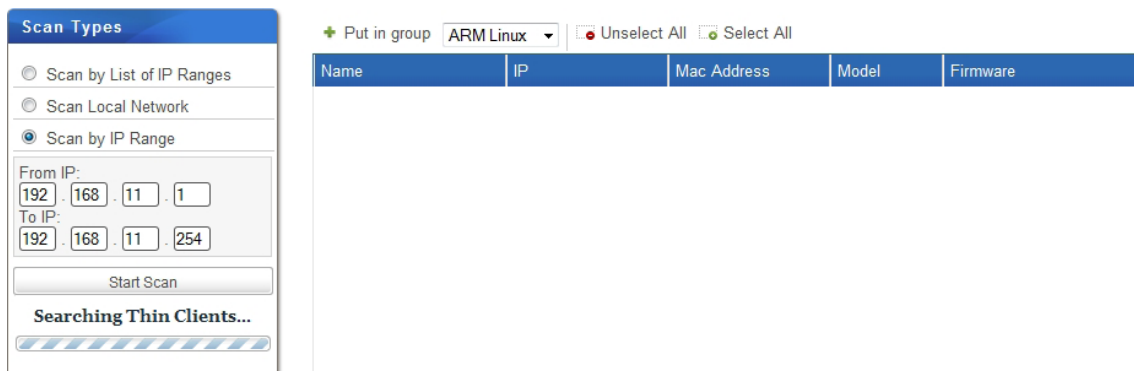 Scan Types
Scan by List of IP Ranges
Scan Local Network
Scan by IP Range
From IP:
192 . 168 . 11 . 1
To IP:
192 . 168 . 11 . 254
Start Scan
Searching Thin Clients...
Put in group ARM Linux Unselect All Select All
Name IP Mac Address Model Firmware